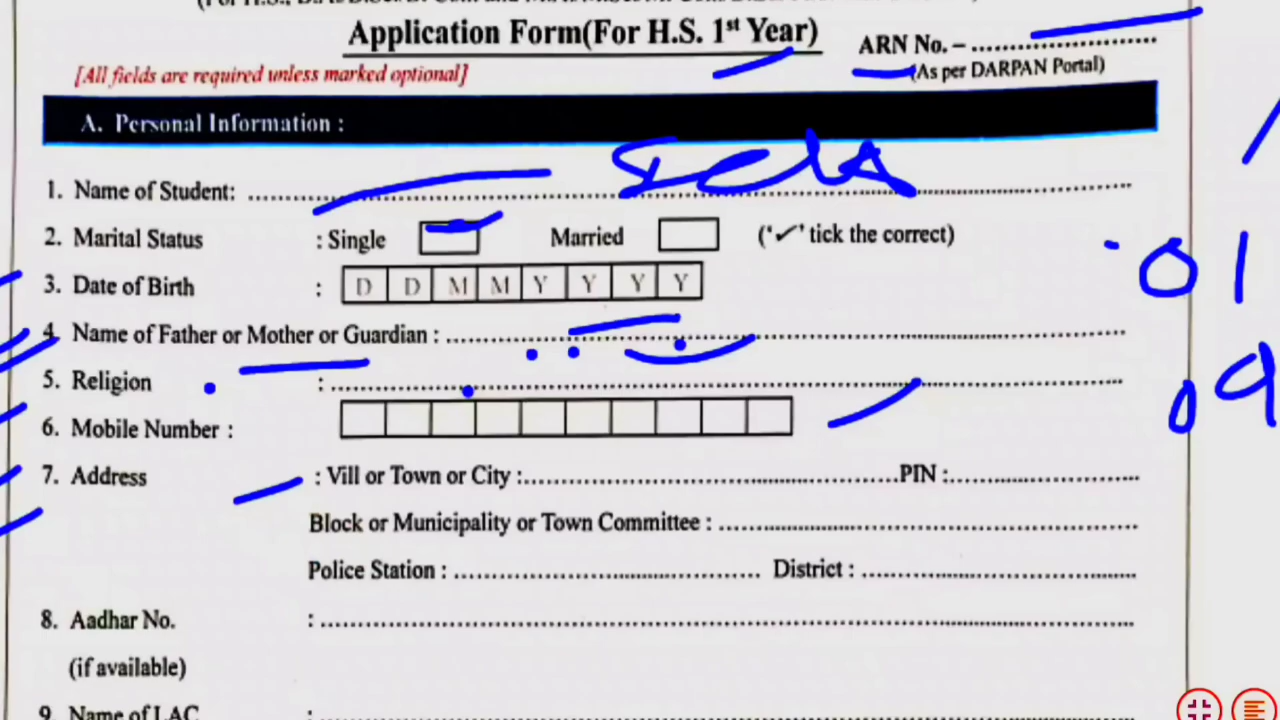 Application Form(For H.S. 1st Year)
ARN No. – ........................
[All fields are required unless marked optional]
(As per DARPAN Portal)
A. Personal Information :
1. Name of Student: ........................
2. Marital Status : Single Married ('✓' tick the correct)
3. Date of Birth : D D M M Y Y Y Y
4. Name of Father or Mother or Guardian : ........................
5. Religion : ........................
6. Mobile Number :
7. Address : Vill or Town or City :........................PIN :........................
Block or Municipality or Town Committee : ........................
Police Station : ........................ District : ........................
8. Aadhar No. : ........................
(if available)
9. Name of LAC : ........................
01
09